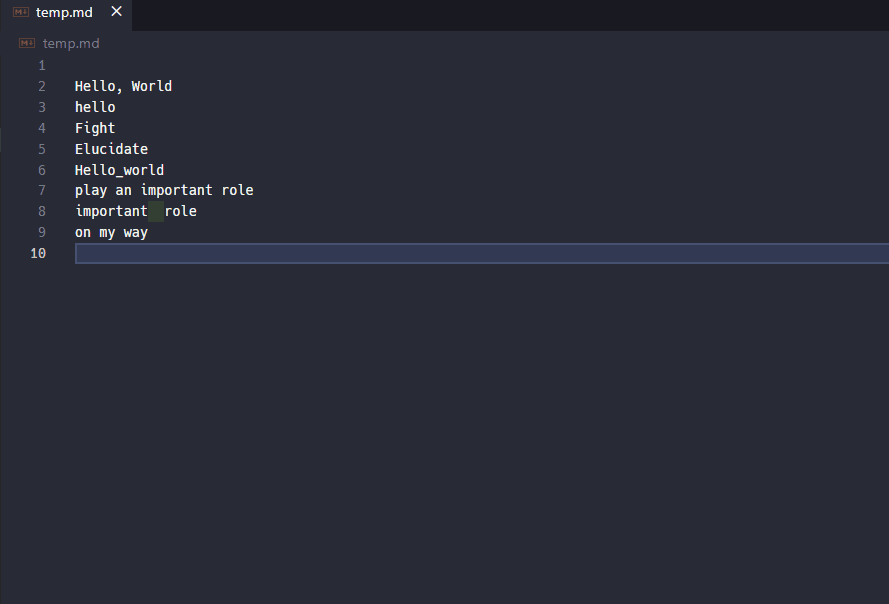 temp.md
temp.md
1
2 Hello, World
3 hello
4 Fight
5 Elucidate
6 Hello_world
7 play an important role
8 important  role
9 on my way
10